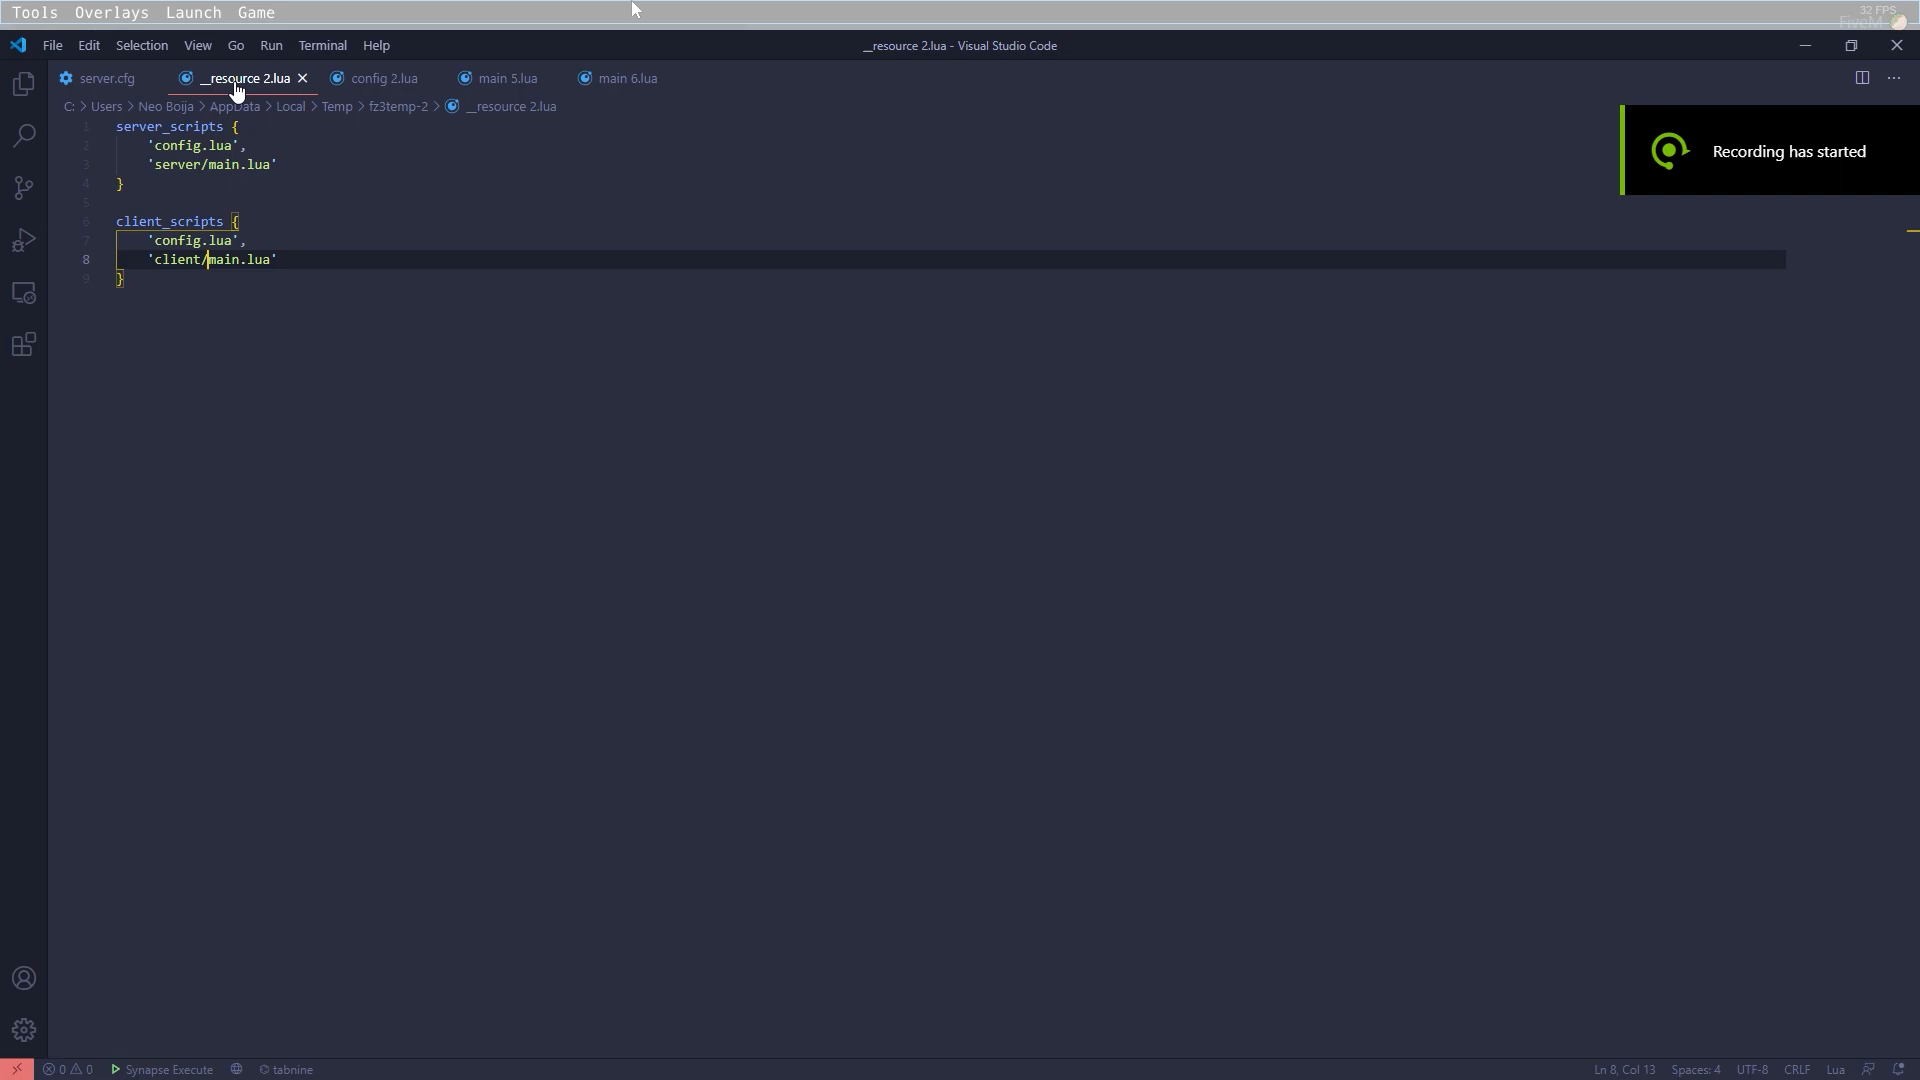 Tools Overlays Launch Game
32 FPS
FiveM
File Edit Selection View Go Run Terminal Help
__resource 2.lua - Visual Studio Code
server.cfg __resource 2.lua config 2.lua main 5.lua main 6.lua
C: > Users > Neo Boija > AppData > Local > Temp > fz3temp-2 > __resource 2.lua
1 server_scripts {
2 'config.lua',
3 'server/main.lua'
4 }
5
6 client_scripts {
7 'config.lua',
8 'client/main.lua'
9 }
Recording has started
0 0 Synapse Execute tabnine
Ln 8, Col 13 Spaces: 4 UTF-8 CRLF Lua